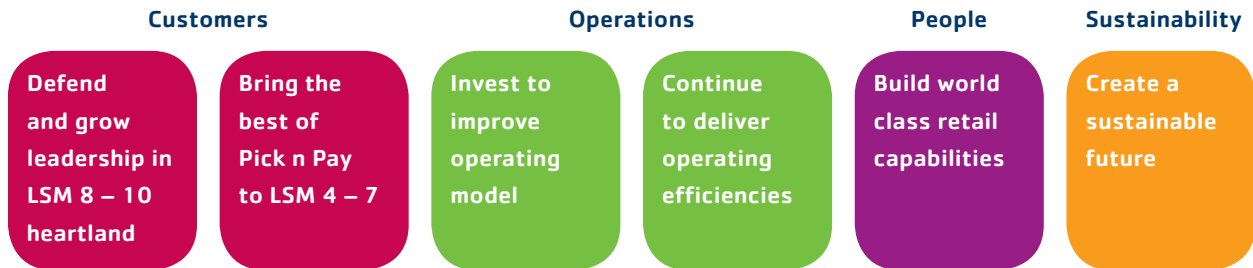 Customers
Operations
People
Sustainability
Defend
and grow
leadership in
LSM 8 – 10
heartland
Bring the
best of
Pick n Pay
to LSM 4 – 7
Invest to
improve
operating
model
Continue
to deliver
operating
efficiencies
Build world
class retail
capabilities
Create a
sustainable
future